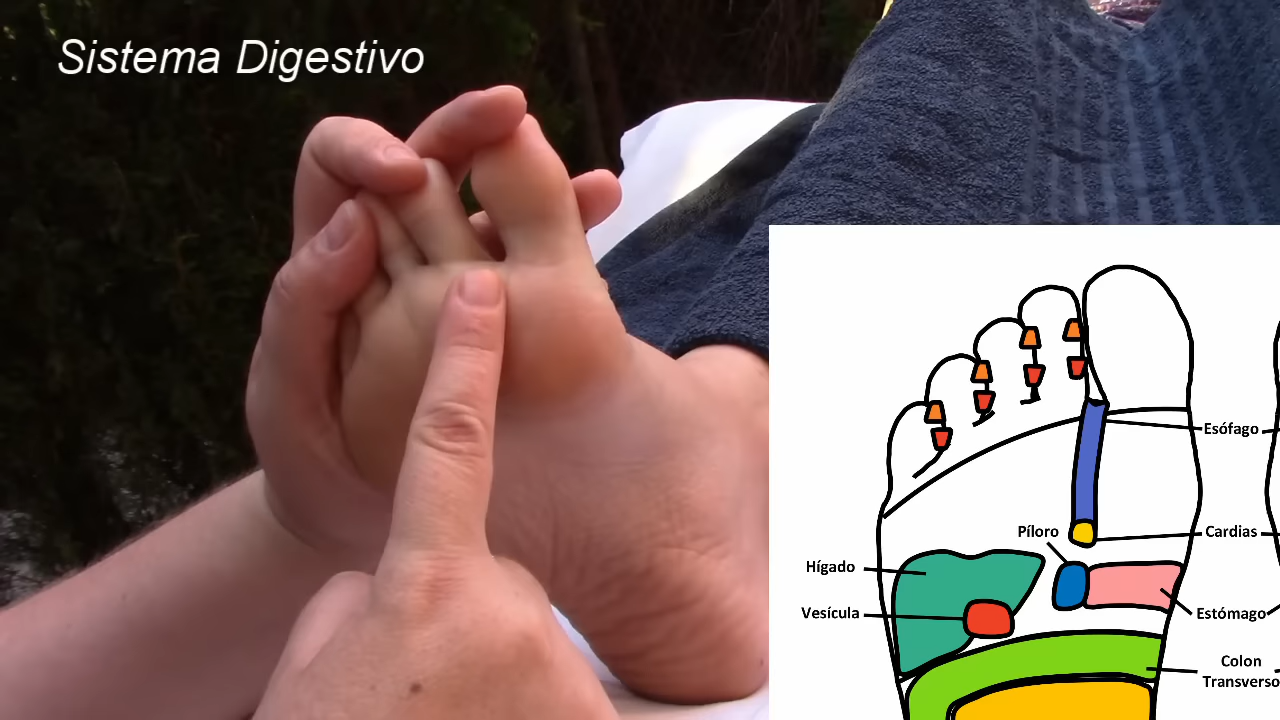 Sistema Digestivo
Esófago
Píloro
Cardias
Hígado
Vesícula
Estómago
Colon
Transverso